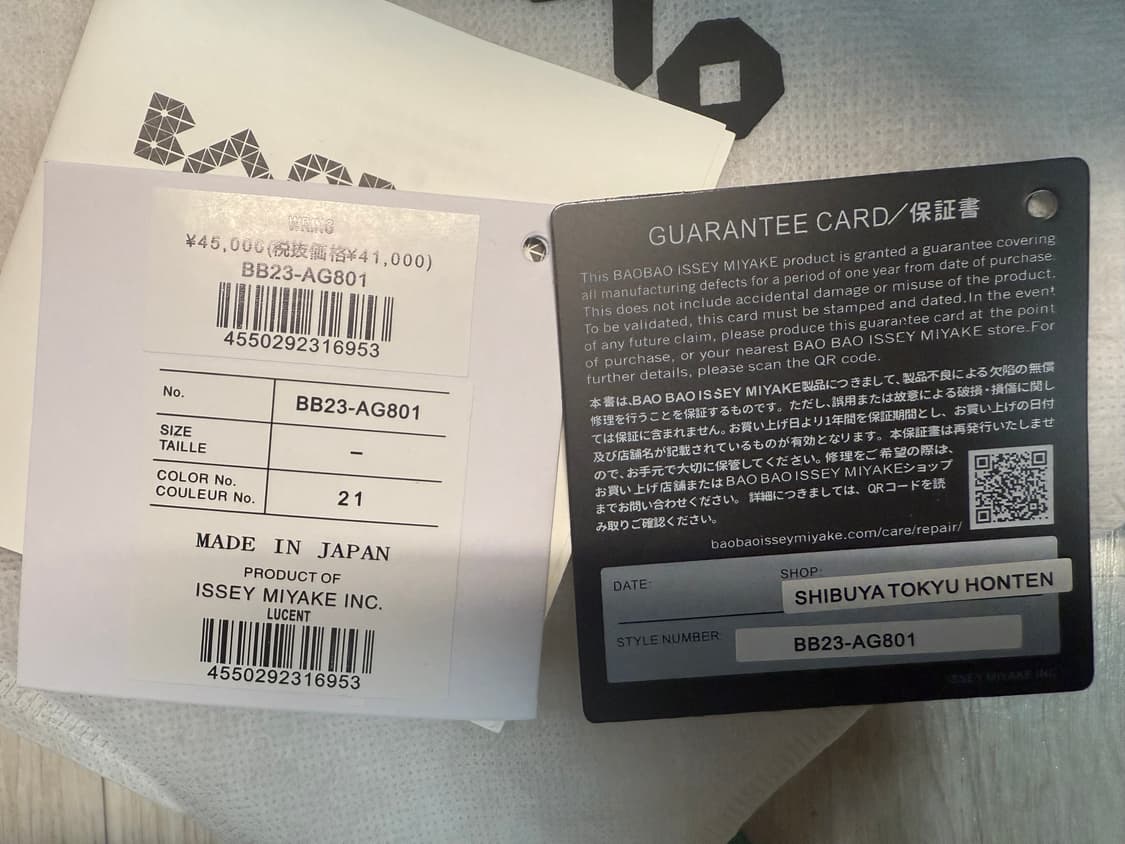 BAO
¥45,000(税抜価格¥41,000)
BB23-AG801
4550292316953
No.
BB23-AG801
SIZE
TAILLE
–
COLOR No.
COULEUR No.
21
MADE IN JAPAN
PRODUCT OF
ISSEY MIYAKE INC.
LUCENT
4550292316953
GUARANTEE CARD/保証書
This BAOBAO ISSEY MIYAKE product is granted a guarantee covering
all manufacturing defects for a period of one year from date of purchase.
This does not include accidental damage or misuse of the product.
To be validated, this card must be stamped and dated.In the event
of any future claim, please produce this guarantee card at the point
of purchase, or your nearest BAO BAO ISSEY MIYAKE store.For
further details, please scan the QR code.
本書は、BAO BAO ISSEY MIYAKE製品につきまして、製品不良による欠陥の無償
修理を行うことを保証するものです。ただし、誤用または故意による破損・損傷に関し
ては保証に含まれません。お買い上げ日より1年間を保証期間とし、お買い上げの日付
及び店舗名が記載されているものが有効となります。本保証書は再発行いたしませ
んので、お手元で大切に保管してください。修理をご希望の際は、
お買い上げ店舗またはBAO BAO ISSEY MIYAKEショップ
までお問い合わせください。詳細につきましては、QRコードを読
み取りご確認ください。
baobaoisseymiyake.com/care/repair/
DATE:
SHOP:
SHIBUYA TOKYU HONTEN
STYLE NUMBER:
BB23-AG801
ISSEY MIYAKE INC.